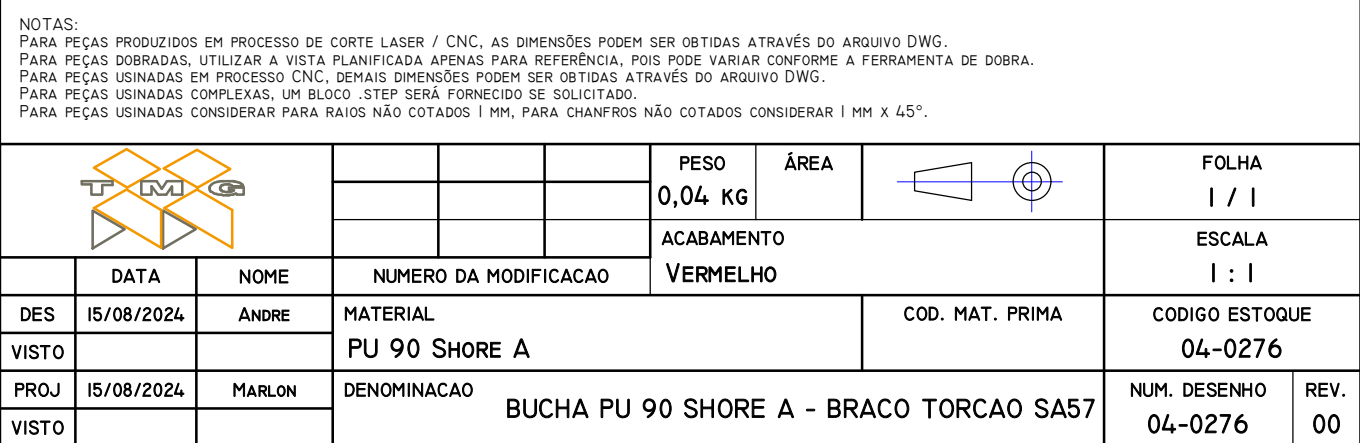 NOTAS:
PARA PEÇAS PRODUZIDOS EM PROCESSO DE CORTE LASER / CNC, AS DIMENSÕES PODEM SER OBTIDAS ATRAVÉS DO ARQUIVO DWG.
PARA PEÇAS DOBRADAS, UTILIZAR A VISTA PLANIFICADA APENAS PARA REFERÊNCIA, POIS PODE VARIAR CONFORME A FERRAMENTA DE DOBRA.
PARA PEÇAS USINADAS EM PROCESSO CNC, DEMAIS DIMENSÕES PODEM SER OBTIDAS ATRAVÉS DO ARQUIVO DWG.
PARA PEÇAS USINADAS COMPLEXAS, UM BLOCO .STEP SERÁ FORNECIDO SE SOLICITADO.
PARA PEÇAS USINADAS CONSIDERAR PARA RAIOS NÃO COTADOS 1 MM, PARA CHANFROS NÃO COTADOS CONSIDERAR 1 MM X 45°.
TMG
PESO ÁREA FOLHA
0,04 KG 1 / 1
ACABAMENTO ESCALA
VERMELHO 1 : 1
DATA NOME NUMERO DA MODIFICACAO
DES 15/08/2024 ANDRE MATERIAL COD. MAT. PRIMA CODIGO ESTOQUE
VISTO PU 90 SHORE A 04-0276
PROJ 15/08/2024 MARLON DENOMINACAO NUM. DESENHO REV.
VISTO BUCHA PU 90 SHORE A - BRACO TORCAO SA57 04-0276 00